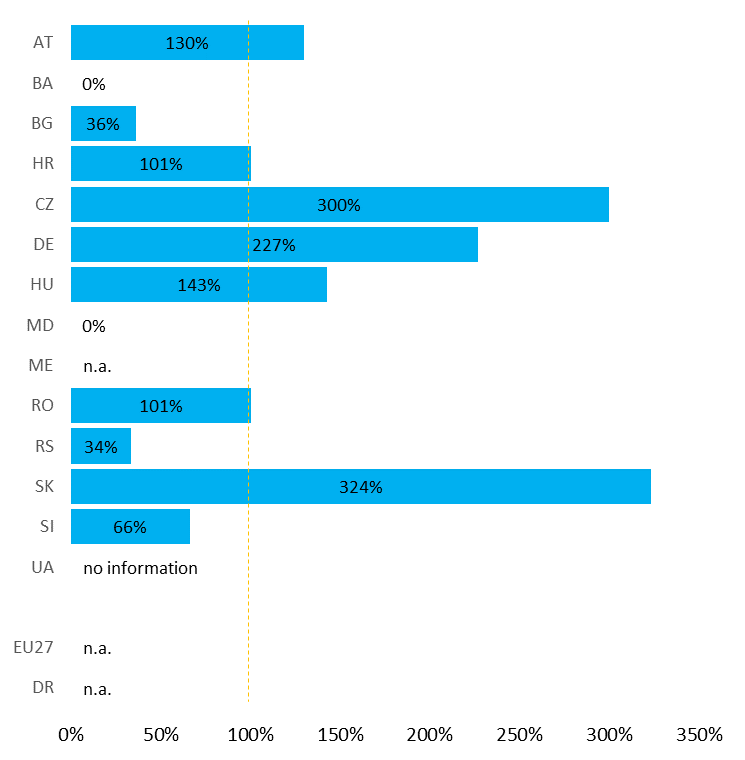 AT 130%
BA 0%
BG 36%
HR 101%
CZ 300%
DE 227%
HU 143%
MD 0%
ME n.a.
RO 101%
RS 34%
SK 324%
SI 66%
UA no information
EU27 n.a.
DR n.a.
0% 50% 100% 150% 200% 250% 300% 350%